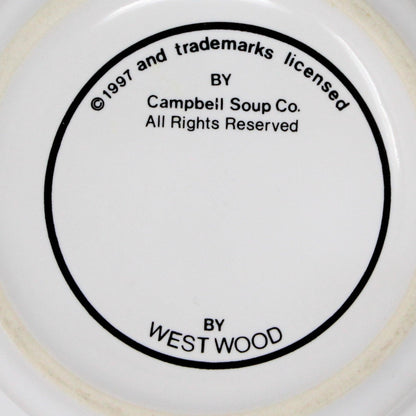 ©1997 and trademarks licensed
BY
Campbell Soup Co.
All Rights Reserved
BY
WEST WOOD